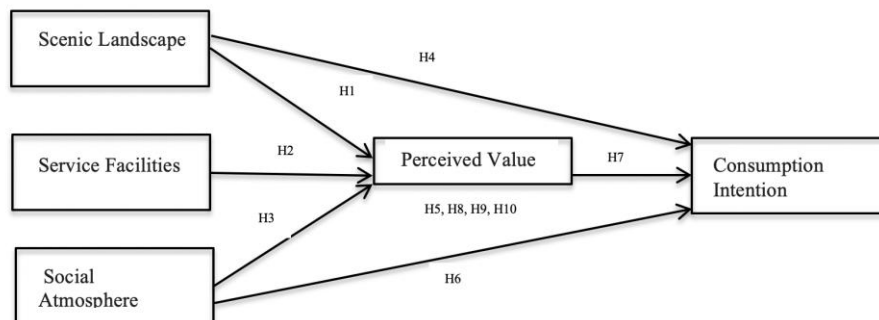 Scenic Landscape
H4
H1
Service Facilities
H2
Perceived Value
H7
Consumption
Intention
H5, H8, H9, H10
H3
Social
Atmosphere
H6